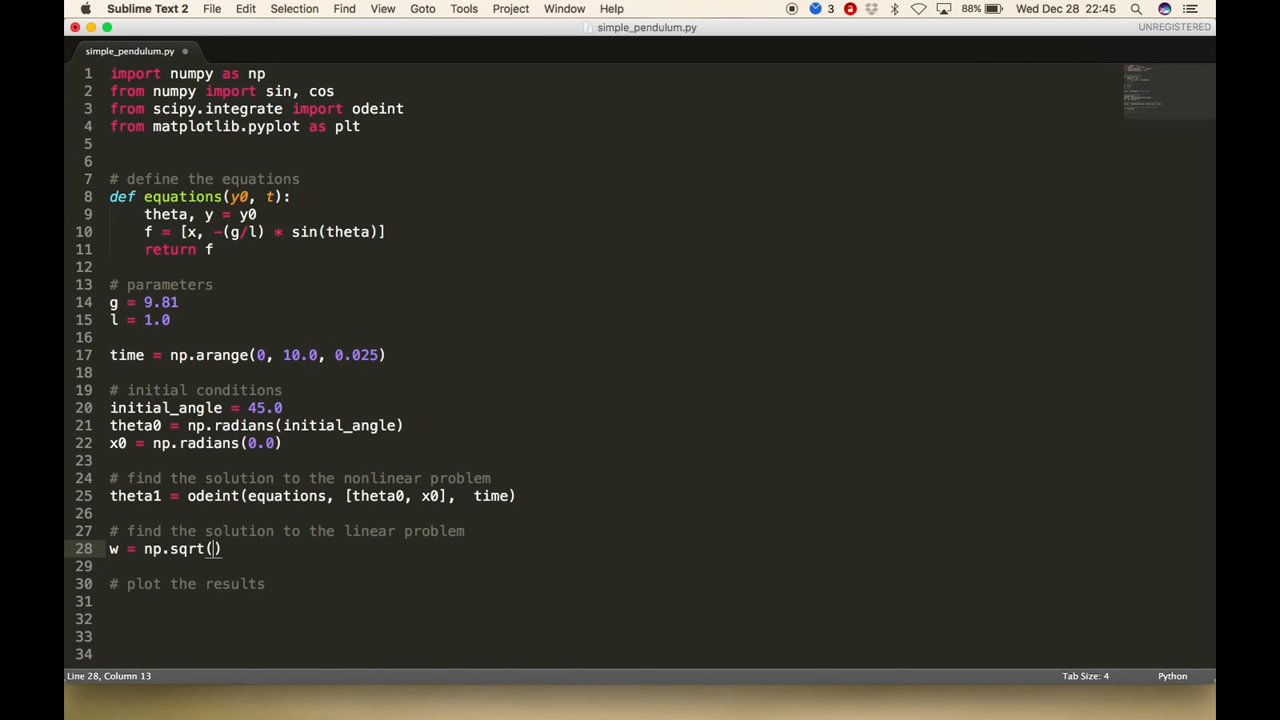 Sublime Text 2 File Edit Selection Find View Goto Tools Project Window Help 3 88% Wed Dec 28 22:45
simple_pendulum.py UNREGISTERED
simple_pendulum.py
1 import numpy as np
2 from numpy import sin, cos
3 from scipy.integrate import odeint
4 from matplotlib.pyplot as plt
5
6
7 # define the equations
8 def equations(y0, t):
9 theta, y = y0
10 f = [x, -(g/l) * sin(theta)]
11 return f
12
13 # parameters
14 g = 9.81
15 l = 1.0
16
17 time = np.arange(0, 10.0, 0.025)
18
19 # initial conditions
20 initial_angle = 45.0
21 theta0 = np.radians(initial_angle)
22 x0 = np.radians(0.0)
23
24 # find the solution to the nonlinear problem
25 theta1 = odeint(equations, [theta0, x0],  time)
26
27 # find the solution to the linear problem
28 w = np.sqrt()
29
30 # plot the results
31
32
33
34
Line 28, Column 13 Tab Size: 4 Python